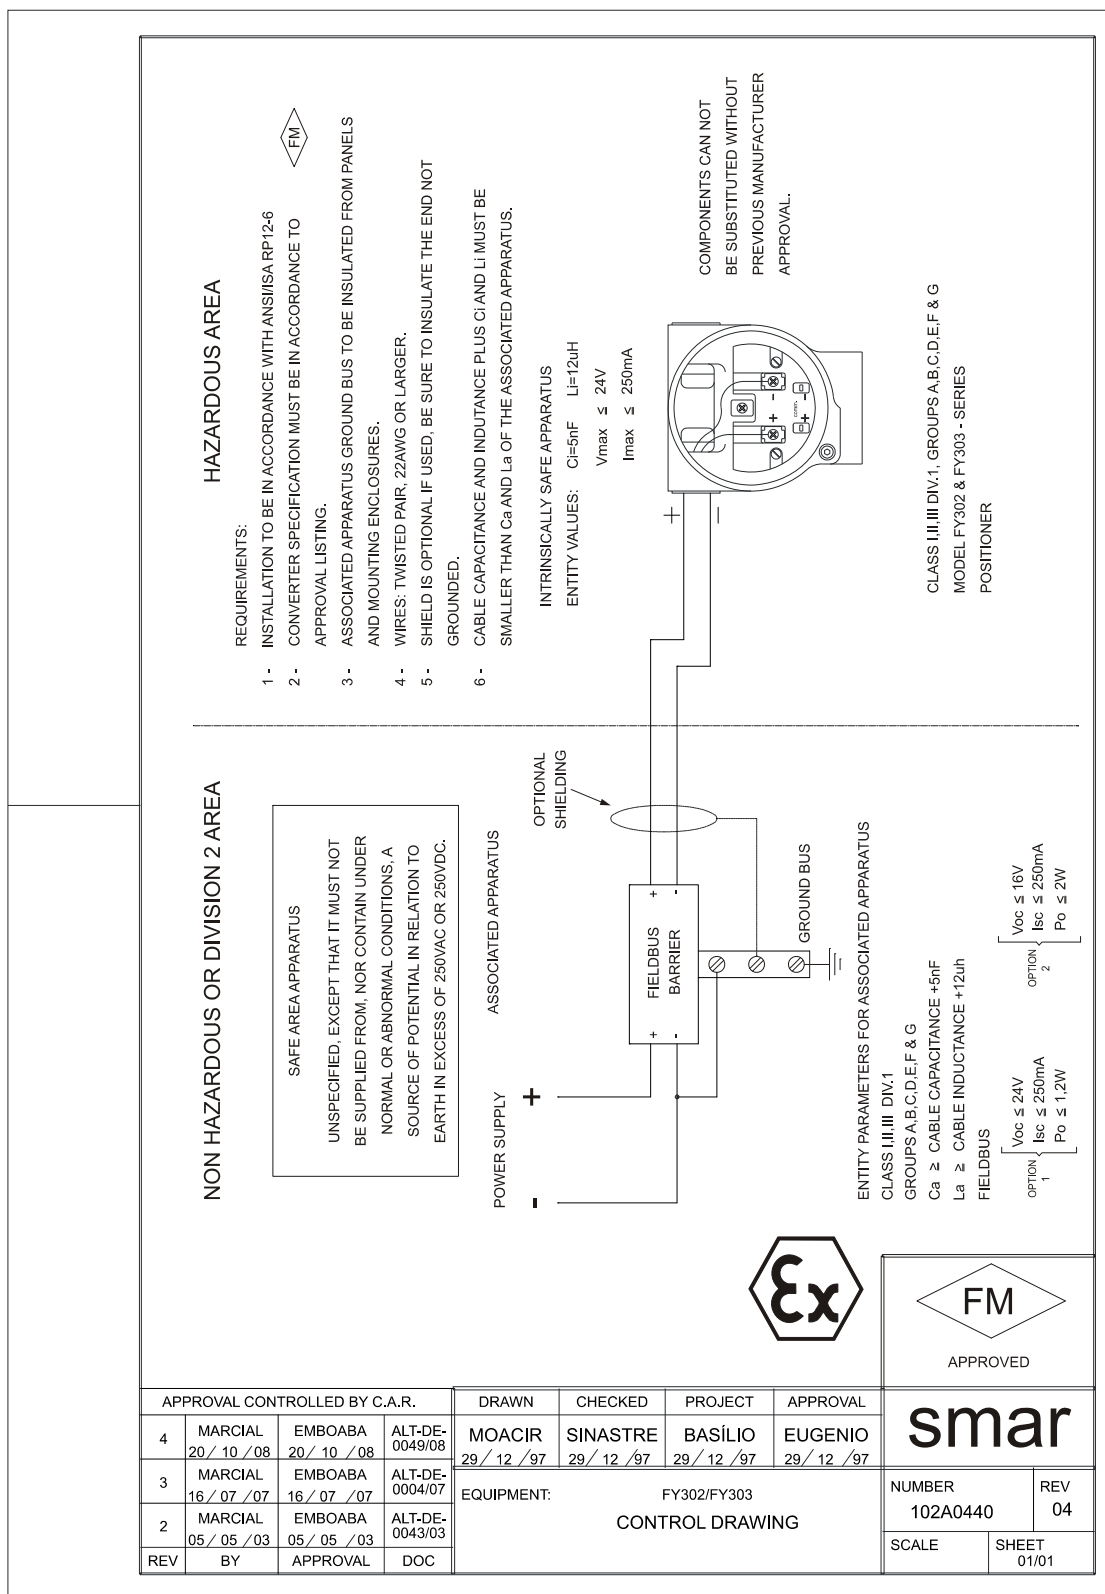 HAZARDOUS AREA
REQUIREMENTS:
1 - INSTALLATION TO BE IN ACCORDANCE WITH ANSI/ISA RP12-6
2 - CONVERTER SPECIFICATION MUST BE IN ACCORDANCE TO
APPROVAL LISTING.
FM
3 - ASSOCIATED APPARATUS GROUND BUS TO BE INSULATED FROM PANELS
AND MOUNTING ENCLOSURES.
4 - WIRES: TWISTED PAIR, 22AWG OR LARGER.
5 - SHIELD IS OPTIONAL IF USED, BE SURE TO INSULATE THE END NOT
GROUNDED.
6 - CABLE CAPACITANCE AND INDUTANCE PLUS Ci AND Li MUST BE
SMALLER THAN Ca AND La OF THE ASSOCIATED APPARATUS.
INTRINSICALLY SAFE APPARATUS
ENTITY VALUES: Ci=5nF Li=12uH
Vmax ≤ 24V
Imax ≤ 250mA
COMPONENTS CAN NOT
BE SUBSTITUTED WITHOUT
PREVIOUS MANUFACTURER
APPROVAL.
+
-
+ -
COMM.
+ -
CLASS I,II,III DIV.1, GROUPS A,B,C,D,E,F & G
MODEL FY302 & FY303 - SERIES
POSITIONER
NON HAZARDOUS OR DIVISION 2 AREA
SAFE AREA APPARATUS
UNSPECIFIED, EXCEPT THAT IT MUST NOT
BE SUPPLIED FROM, NOR CONTAIN UNDER
NORMAL OR ABNORMAL CONDITIONS, A
SOURCE OF POTENTIAL IN RELATION TO
EARTH IN EXCESS OF 250VAC OR 250VDC.
ASSOCIATED APPARATUS
OPTIONAL
SHIELDING
POWER SUPPLY
- +
+ +
FIELDBUS
BARRIER
- -
GROUND BUS
ENTITY PARAMETERS FOR ASSOCIATED APPARATUS
CLASS I,II,III DIV.1
GROUPS A,B,C,D,E,F & G
Ca ≥ CABLE CAPACITANCE +5nF
La ≥ CABLE INDUCTANCE +12uh
FIELDBUS
OPTION
1
Voc ≤ 24V
Isc ≤ 250mA
Po ≤ 1,2W
OPTION
2
Voc ≤ 16V
Isc ≤ 250mA
Po ≤ 2W
Ex
FM
APPROVED
APPROVAL CONTROLLED BY C.A.R.
4 MARCIAL 20/10/08 EMBOABA 20/10/08 ALT-DE-0049/08
3 MARCIAL 16/07/07 EMBOABA 16/07/07 ALT-DE-0004/07
2 MARCIAL 05/05/03 EMBOABA 05/05/03 ALT-DE-0043/03
REV BY APPROVAL DOC
DRAWN CHECKED PROJECT APPROVAL
MOACIR SINASTRE BASÍLIO EUGENIO
29/12/97 29/12/97 29/12/97 29/12/97
EQUIPMENT: FY302/FY303
CONTROL DRAWING
smar
NUMBER
102A0440
REV
04
SCALE
SHEET
01/01